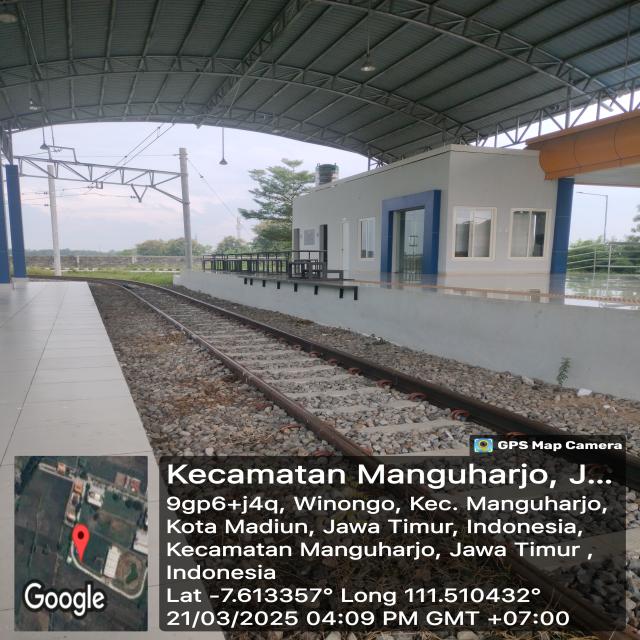 GPS Map Camera
Kecamatan Manguharjo, J...
9gp6+j4q, Winongo, Kec. Manguharjo,
Kota Madiun, Jawa Timur, Indonesia,
Kecamatan Manguharjo, Jawa Timur ,
Indonesia
Lat -7.613357° Long 111.510432°
21/03/2025 04:09 PM GMT +07:00
Google